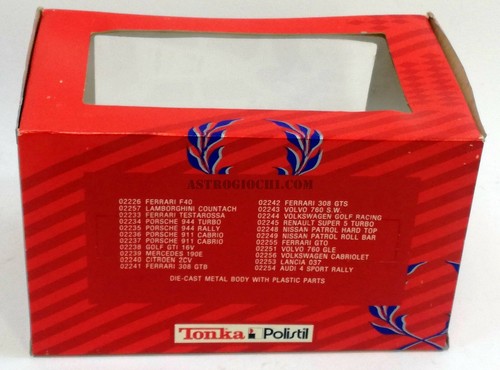 ASTROGIOCHI.COM
02226 FERRARI F40
02257 LAMBORGHINI COUNTACH
02233 FERRARI TESTAROSSA
02234 PORSCHE 944 TURBO
02235 PORSCHE 944 RALLY
02236 PORSCHE 911 CABRIO
02237 PORSCHE 911 CABRIO
02238 GOLF GTI 16V
02239 MERCEDES 190E
02240 CITROEN 2CV
02241 FERRARI 308 GTB
02242 FERRARI 308 GTS
02243 VOLVO 760 S.W.
02244 VOLKSWAGEN GOLF RACING
02245 RENAULT SUPER 5 TURBO
02248 NISSAN PATROL HARD TOP
02249 NISSAN PATROL ROLL BAR
02255 FERRARI GTO
02251 VOLVO 760 GLE
02256 VOLKSWAGEN CABRIOLET
02253 LANCIA 037
02254 AUDI 4 SPORT RALLY
DIE-CAST METAL BODY WITH PLASTIC PARTS
Tonka Polistil